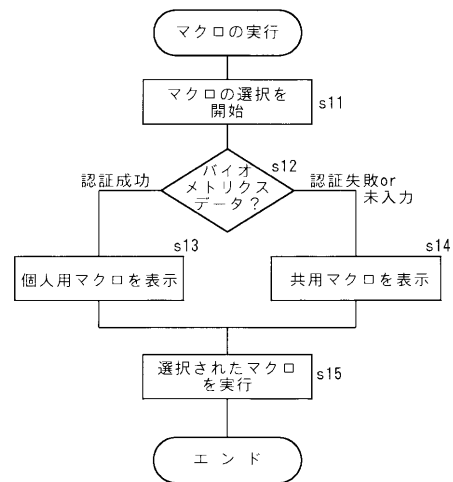 マクロの実行
マクロの選択を
開始
s11
バイオ
メトリクス
データ？
s12
認証成功
認証失敗or
未入力
s13
個人用マクロを表示
s14
共用マクロを表示
選択されたマクロ
を実行
s15
エンド